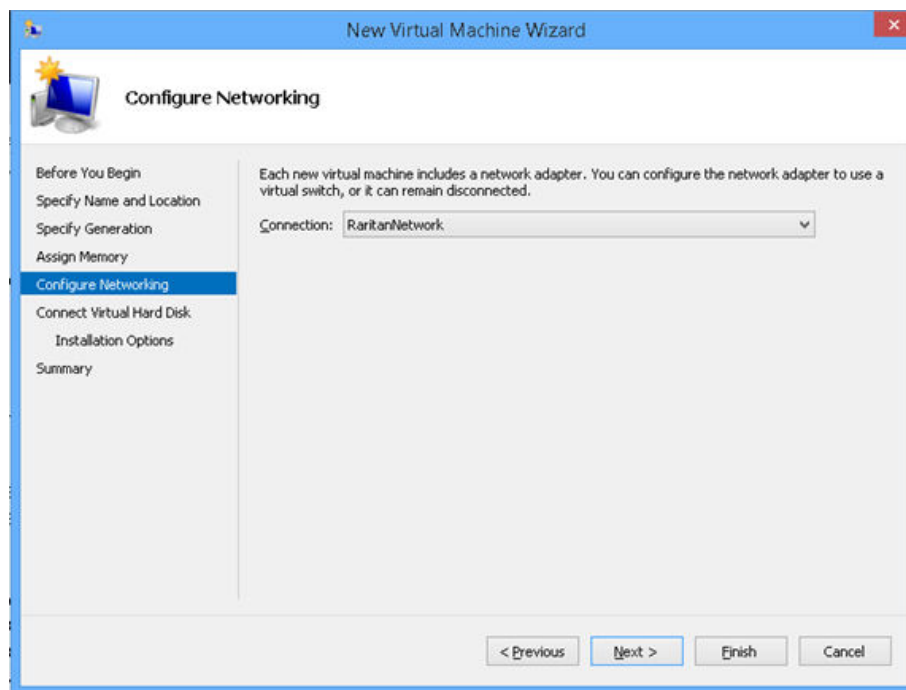 New Virtual Machine Wizard
Configure Networking
Before You Begin
Specify Name and Location
Specify Generation
Assign Memory
Configure Networking
Connect Virtual Hard Disk
Installation Options
Summary
Each new virtual machine includes a network adapter. You can configure the network adapter to use a
virtual switch, or it can remain disconnected.
Connection: RaritanNetwork
< Previous Next > Finish Cancel